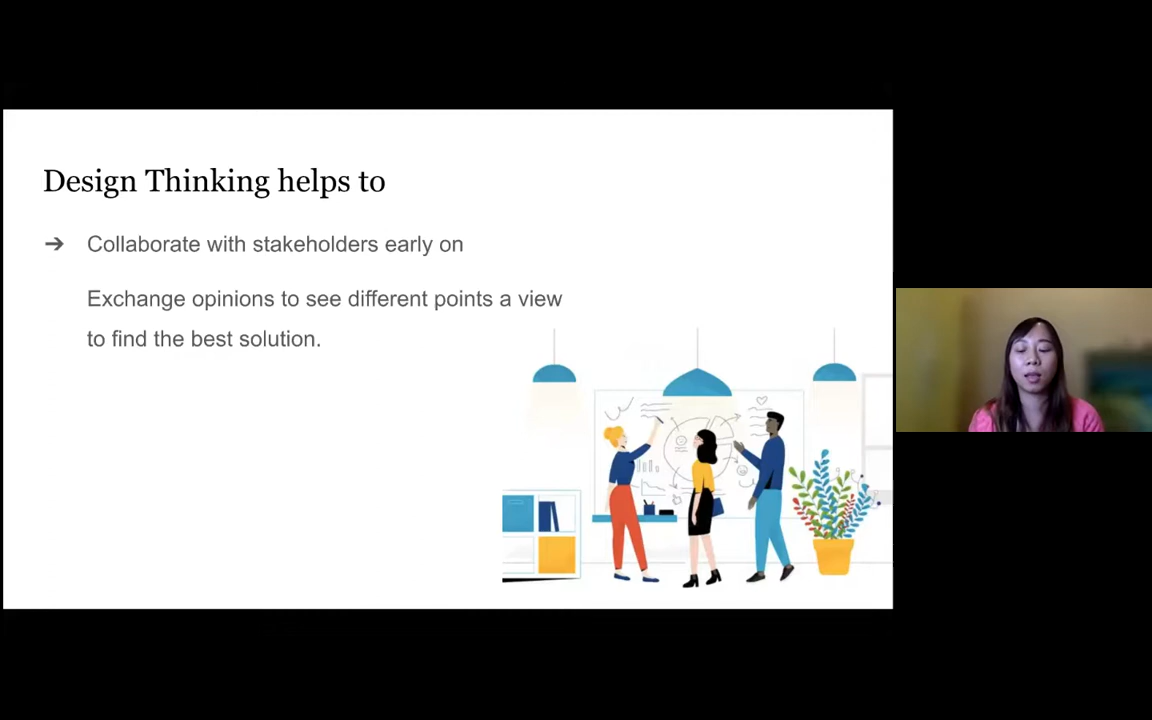 Design Thinking helps to
➔ Collaborate with stakeholders early on
Exchange opinions to see different points a view
to find the best solution.